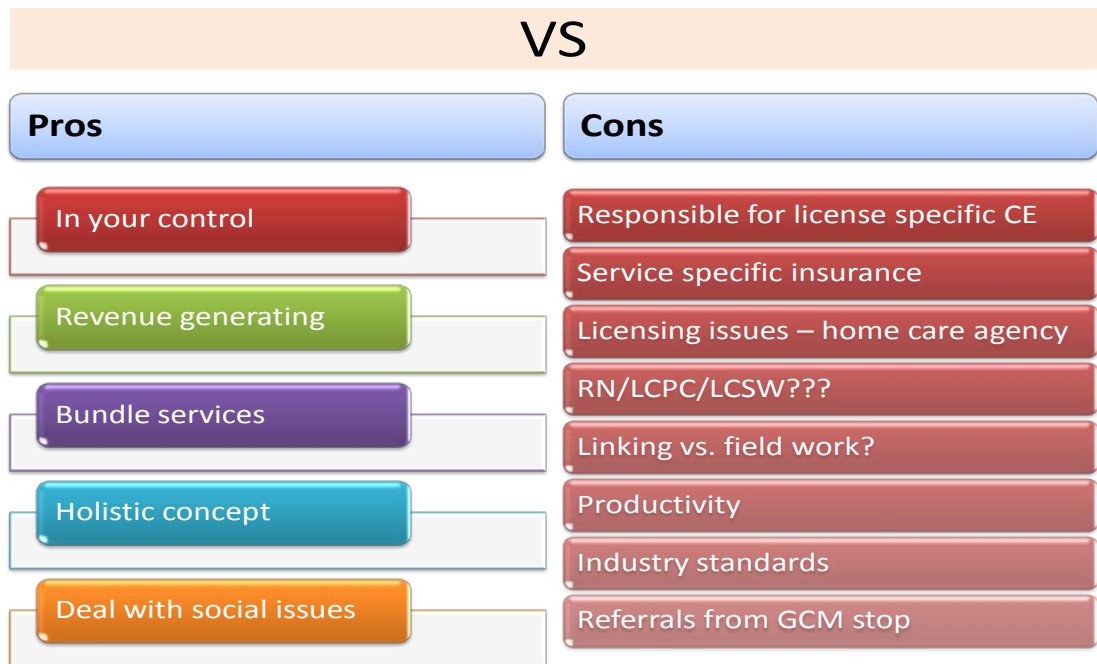 VS
Pros
In your control
Revenue generating
Bundle services
Holistic concept
Deal with social issues
Cons
Responsible for license specific CE
Service specific insurance
Licensing issues – home care agency
RN/LCPC/LCSW???
Linking vs. field work?
Productivity
Industry standards
Referrals from GCM stop